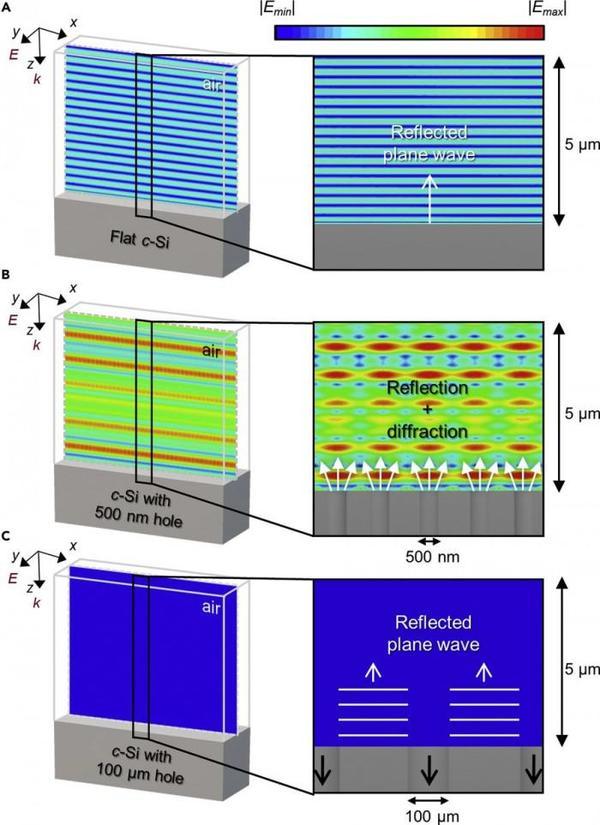 A
|Emin|
|Emax|
y
x
E
z
k
air
Reflected
plane wave
5 µm
Flat c-Si
B
y
x
E
z
k
air
Reflection
+
diffraction
5 µm
c-Si with
500 nm hole
500 nm
C
y
x
E
z
k
air
Reflected
plane wave
5 µm
c-Si with
100 µm hole
100 µm